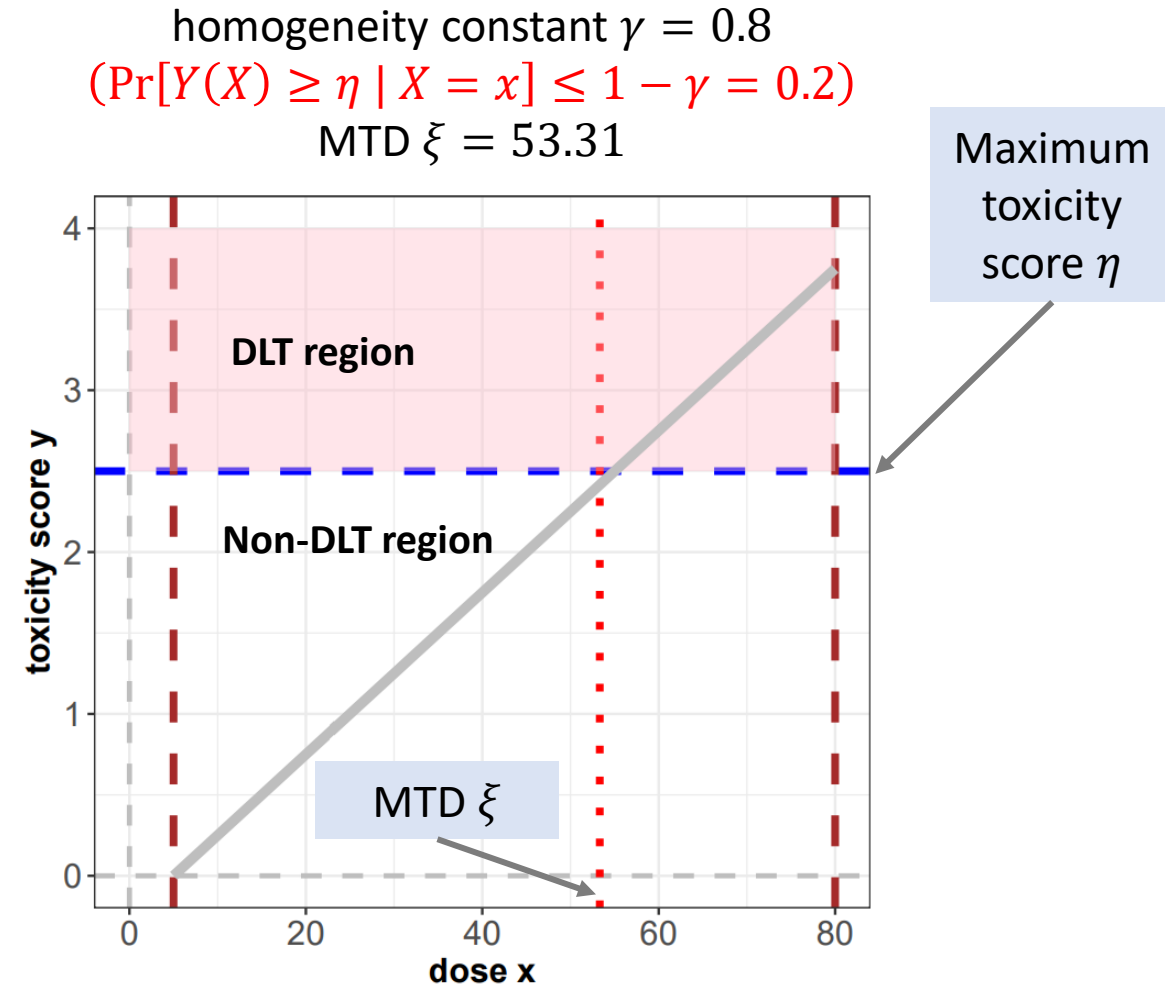 homogeneity constant γ = 0.8
(Pr[Y(X) ≥ η | X = x] ≤ 1 − γ = 0.2)
MTD ξ = 53.31
Maximum
toxicity
score η
4
3
2
1
0
toxicity score y
DLT region
Non-DLT region
MTD ξ
0 20 40 60 80
dose x